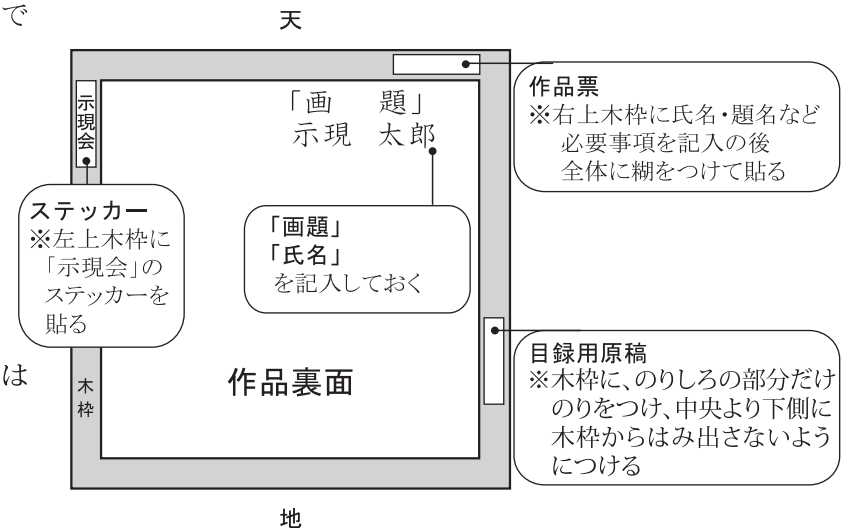 で
天
作品票
※右上木枠に氏名・題名など
必要事項を記入の後
全体に糊をつけて貼る
示現会
「画　題」
示現　太郎
ステッカー
※左上木枠に
「示現会」の
ステッカーを
貼る
「画題」
「氏名」
を記入しておく
目録用原稿
※木枠に、のりしろの部分だけ
のりをつけ、中央より下側に
木枠からはみ出さないよう
につける
は
木枠
作品裏面
地